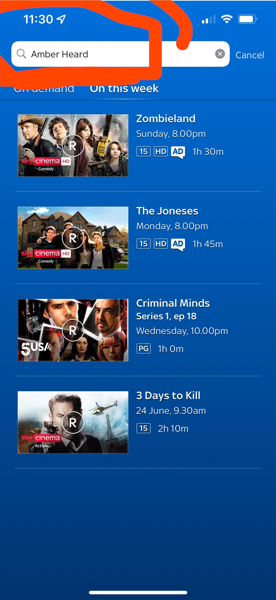 11:30
Amber Heard
Cancel
On demand On this week
Zombieland
Sunday, 8.00pm
15 HD AD 1h 30m
sky cinema HD
Comedy
R
The Joneses
Monday, 8.00pm
15 HD AD 1h 45m
sky cinema HD
Comedy
R
Criminal Minds
Series 1, ep 18
Wednesday, 10.00pm
PG 1h 0m
5USA
R
3 Days to Kill
24 June, 9.30am
15 2h 10m
sky cinema
Action
R